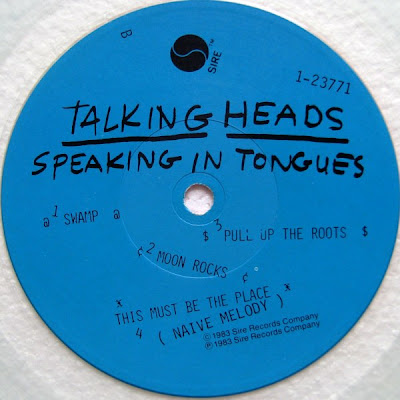 B
SIRE ™
1-23771
TALKING HEADS
SPEAKING IN TONGUES
a 1 SWAMP a
$ 3 PULL UP THE ROOTS $
¢ 2 MOON ROCKS ¢
x THIS MUST BE THE PLACE x
4 ( NAIVE MELODY )
Ⓒ 1983 Sire Records Company
Ⓟ 1983 Sire Records Company